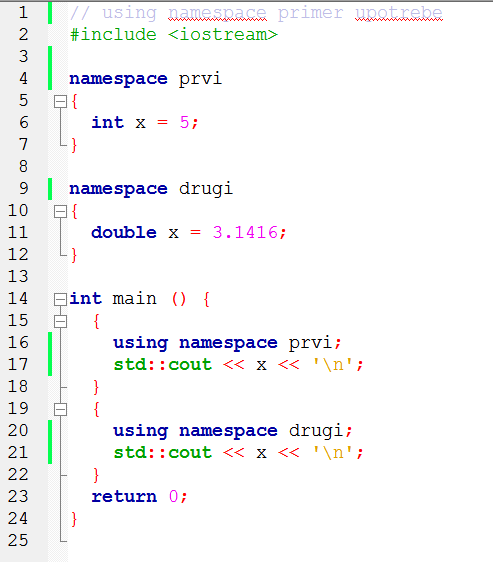 1 // using namespace primer upotrebe
2 #include <iostream>
3
4 namespace prvi
5 {
6 int x = 5;
7 }
8
9 namespace drugi
10 {
11 double x = 3.1416;
12 }
13
14 int main () {
15 {
16 using namespace prvi;
17 std::cout << x << '\n';
18 }
19 {
20 using namespace drugi;
21 std::cout << x << '\n';
22 }
23 return 0;
24 }
25